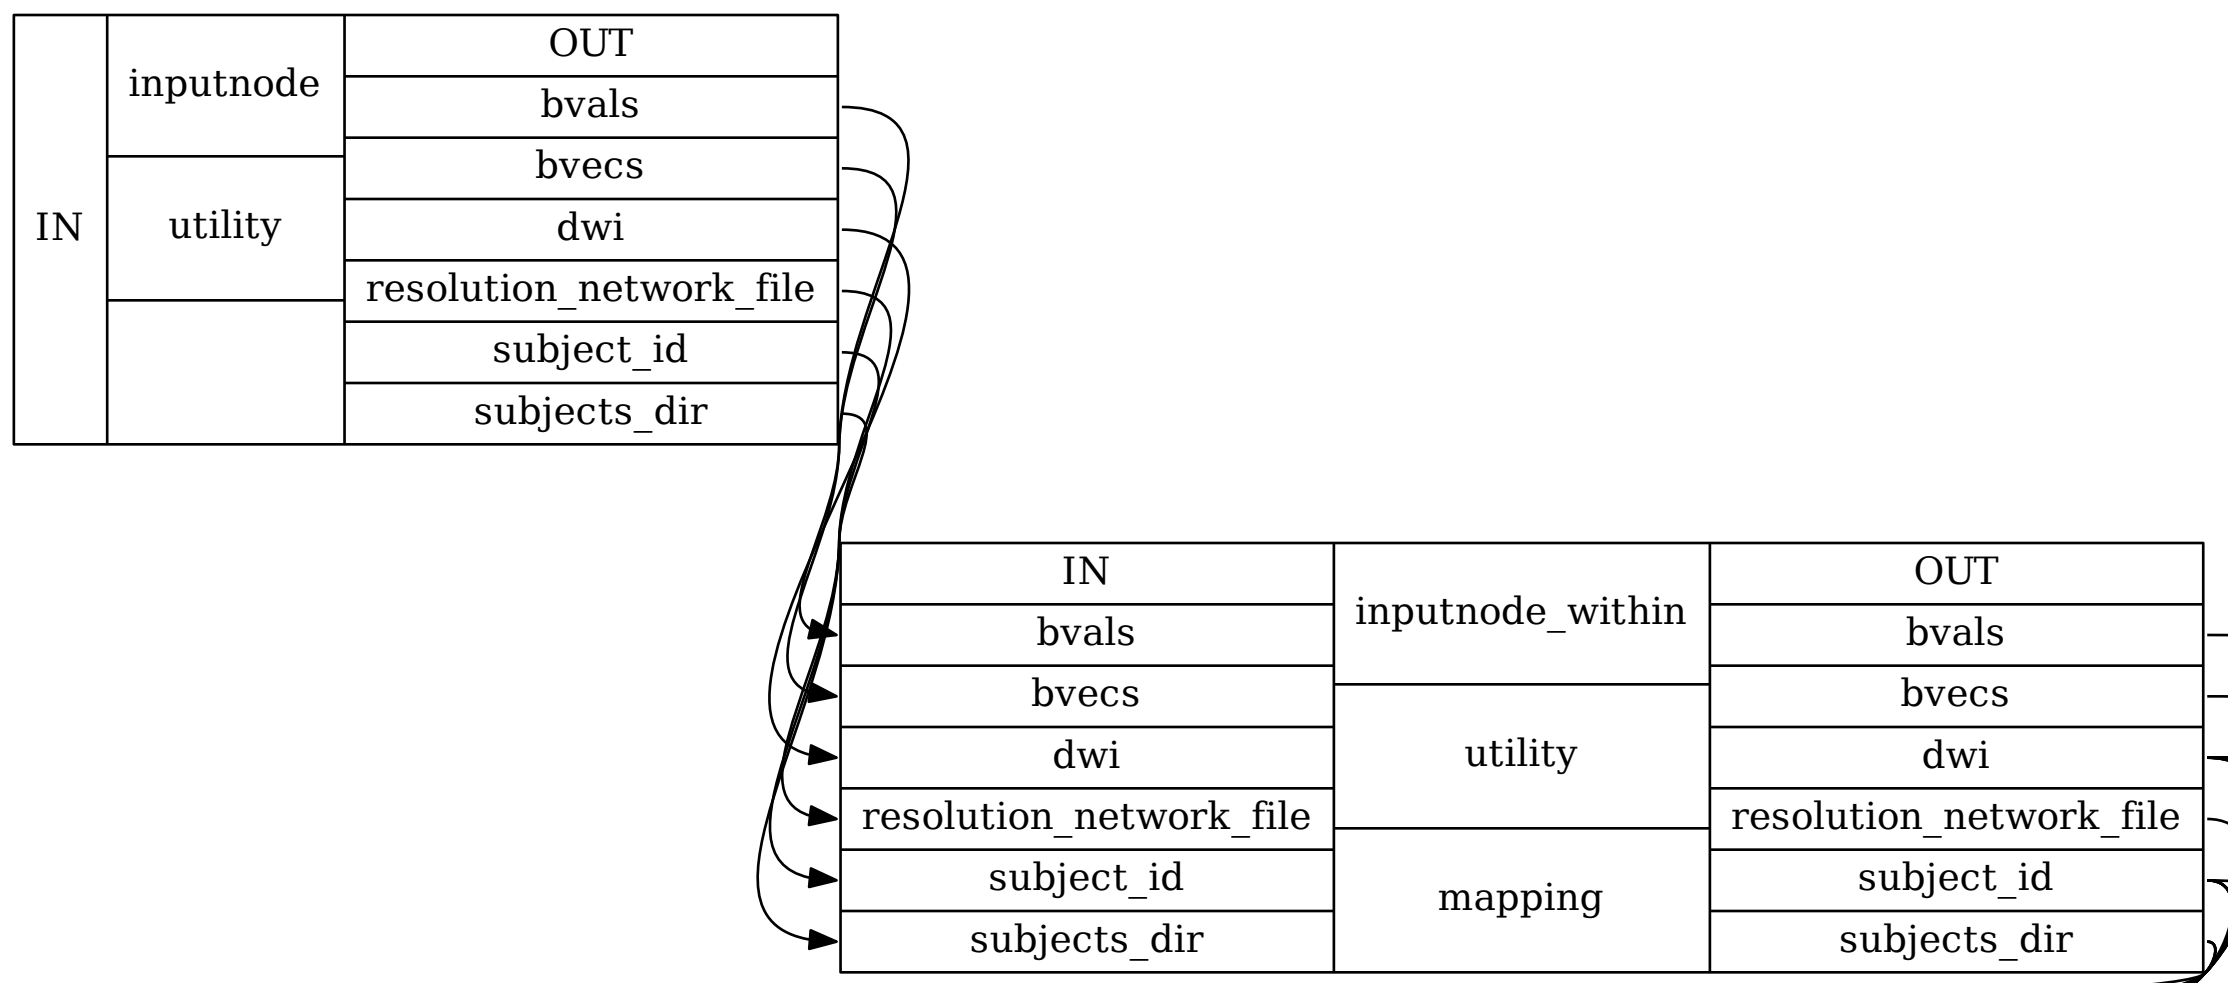 IN
inputnode
utility
OUT
bvals
bvecs
dwi
resolution_network_file
subject_id
subjects_dir
IN
bvals
bvecs
dwi
resolution_network_file
subject_id
subjects_dir
inputnode_within
utility
mapping
OUT
bvals
bvecs
dwi
resolution_network_file
subject_id
subjects_dir